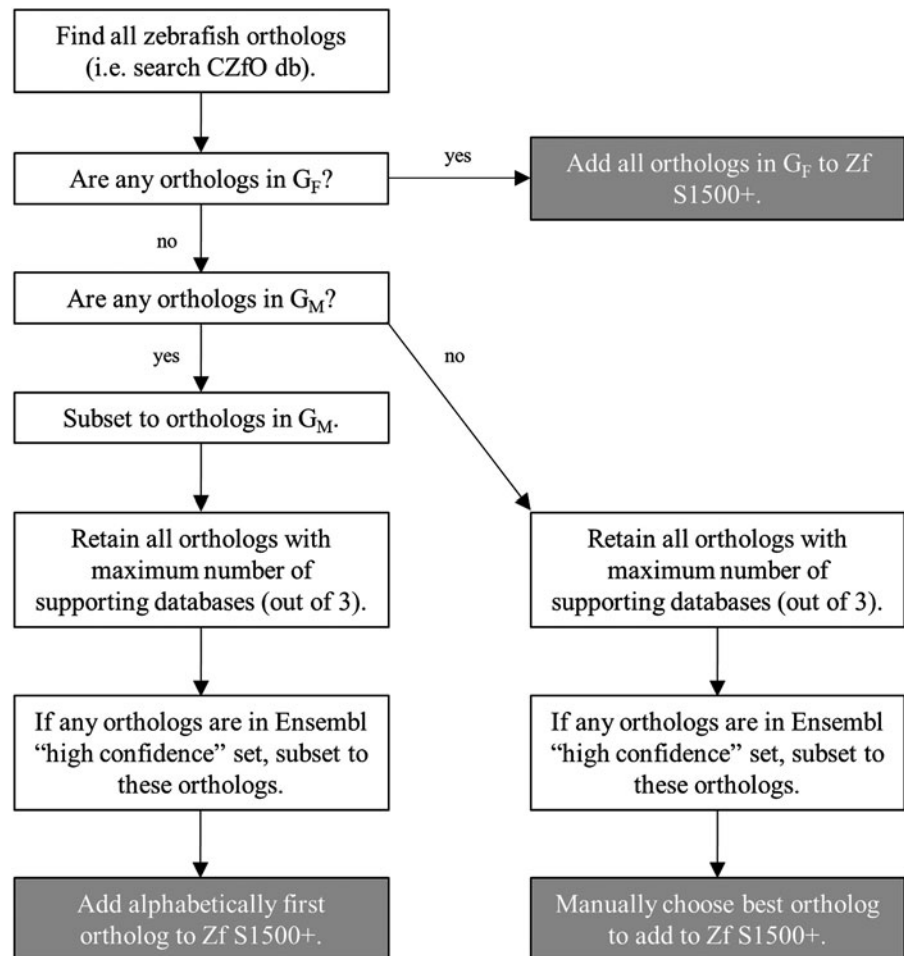 Find all zebrafish orthologs
(i.e. search CZfO db).
Are any orthologs in G_F?
yes
Add all orthologs in G_F to Zf
S1500+.
no
Are any orthologs in G_M?
yes
no
Subset to orthologs in G_M.
Retain all orthologs with
maximum number of
supporting databases (out of 3).
Retain all orthologs with
maximum number of
supporting databases (out of 3).
If any orthologs are in Ensembl
“high confidence” set, subset to
these orthologs.
If any orthologs are in Ensembl
“high confidence” set, subset to
these orthologs.
Add alphabetically first
ortholog to Zf S1500+.
Manually choose best ortholog
to add to Zf S1500+.